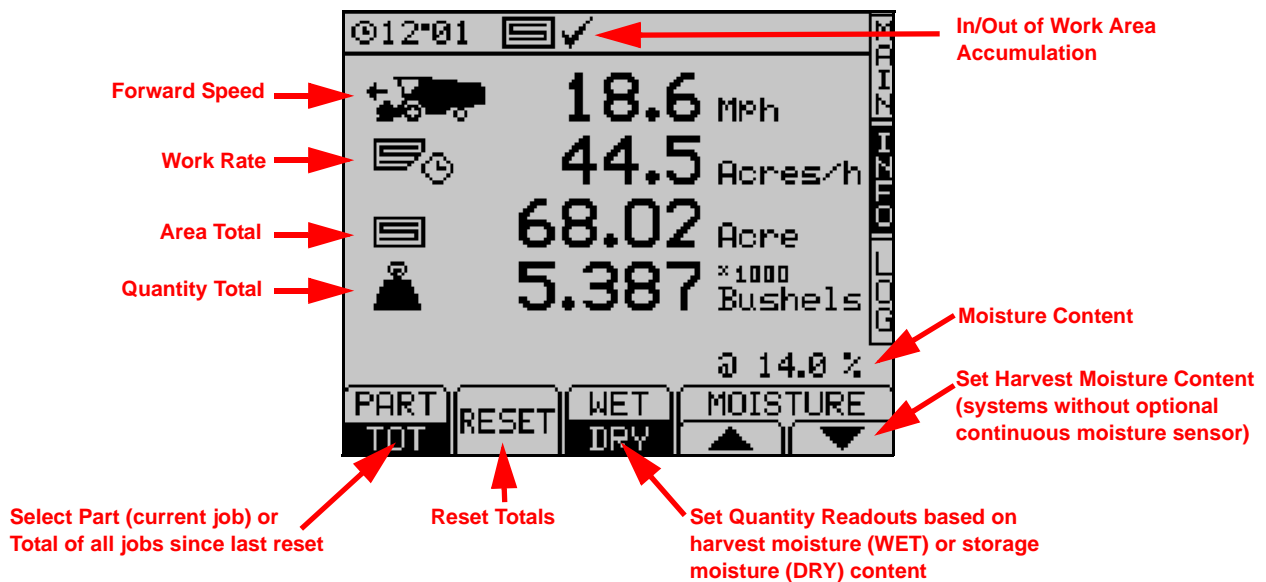 12:01
In/Out of Work Area
Accumulation
MAIN
INFO
LOG
Forward Speed
18.6 MPh
Work Rate
44.5 Acres/h
Area Total
68.02 Acre
Quantity Total
5.387 ×1000 Bushels
Moisture Content
@ 14.0 %
Set Harvest Moisture Content
(systems without optional
continuous moisture sensor)
PART
TOT
RESET
WET
DRY
MOISTURE
Select Part (current job) or
Total of all jobs since last reset
Reset Totals
Set Quantity Readouts based on
harvest moisture (WET) or storage
moisture (DRY) content